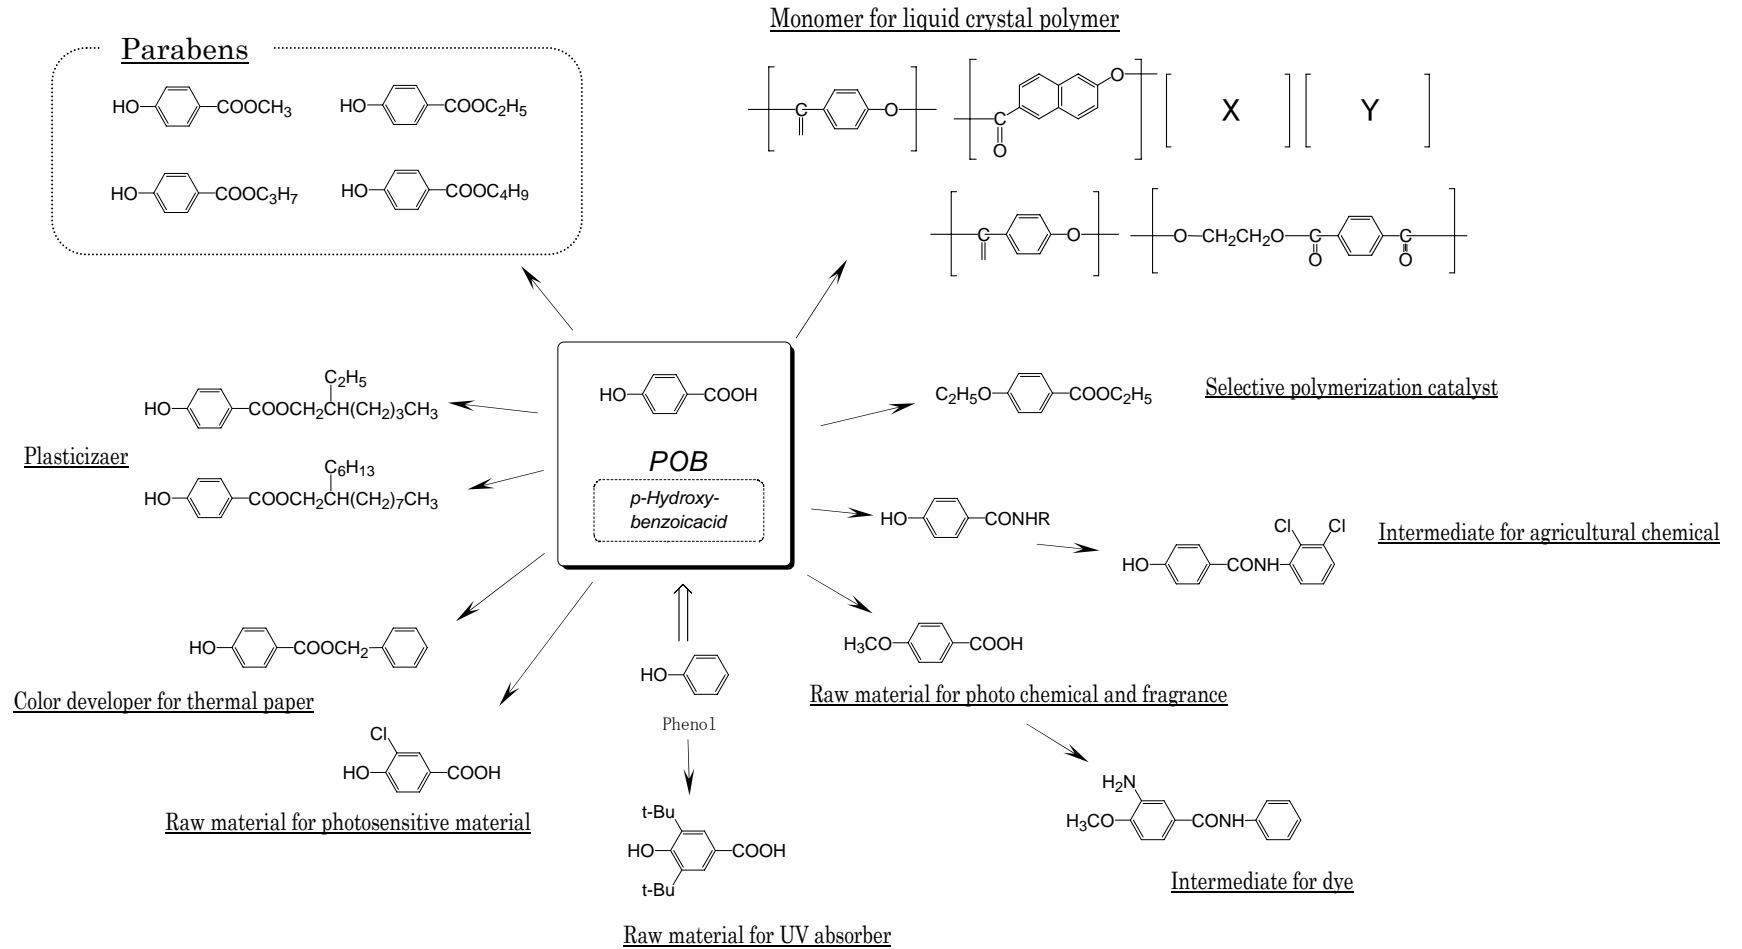 Monomer for liquid crystal polymer
Parabens
HO COOCH3
HO COOC2H5
HO COOC3H7
HO COOC4H9
C O
C O O
X
Y
C O
O CH2CH2O C O C O
HO COOH
POB
p-Hydroxy-
benzoicacid
C2H5
HO COOCH2CH(CH2)3CH3
Plasticizaer
C6H13
HO COOCH2CH(CH2)7CH3
C2H5O COOC2H5
Selective polymerization catalyst
HO CONHR
Cl Cl
HO CONH
Intermediate for agricultural chemical
HO COOCH2
Color developer for thermal paper
Cl
HO COOH
Raw material for photosensitive material
HO
Phenol
t-Bu
HO COOH
t-Bu
Raw material for UV absorber
H3CO COOH
Raw material for photo chemical and fragrance
H2N
H3CO CONH
Intermediate for dye